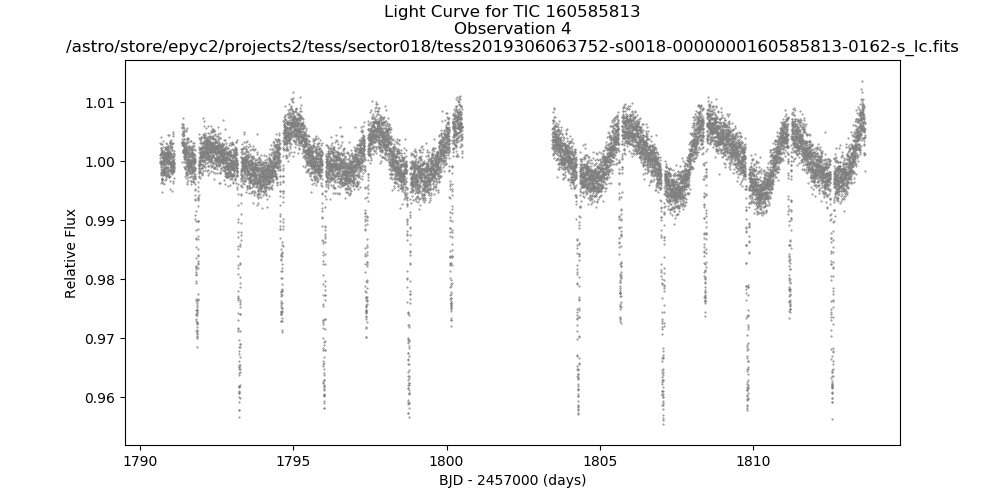 Light Curve for TIC 160585813
Observation 4
/astro/store/epyc2/projects2/tess/sector018/tess2019306063752-s0018-0000000160585813-0162-s_lc.fits
1.01
1.00
0.99
0.98
0.97
0.96
Relative Flux
1790
1795
1800
1805
1810
BJD - 2457000 (days)